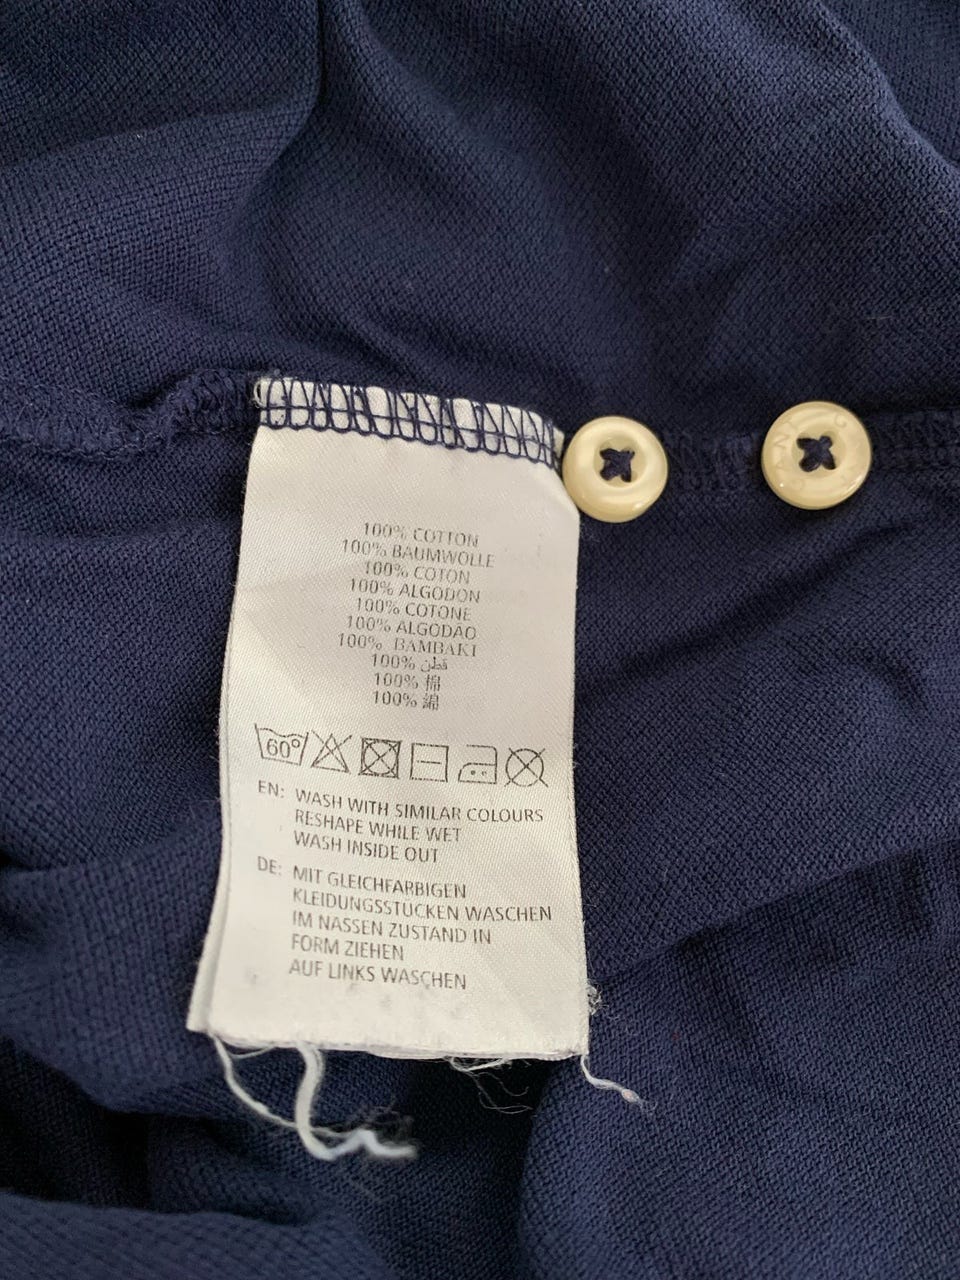 100% COTTON
100% BAUMWOLLE
100% COTON
100% ALGODON
100% COTONE
100% ALGODÃO
100% BAMBAKI
100% قطن
100% 棉
100% 綿
60°
EN: WASH WITH SIMILAR COLOURS
RESHAPE WHILE WET
WASH INSIDE OUT
DE: MIT GLEICHFARBIGEN
KLEIDUNGSSTUCKEN WASCHEN
IM NASSEN ZUSTAND IN
FORM ZIEHEN
AUF LINKS WASCHEN